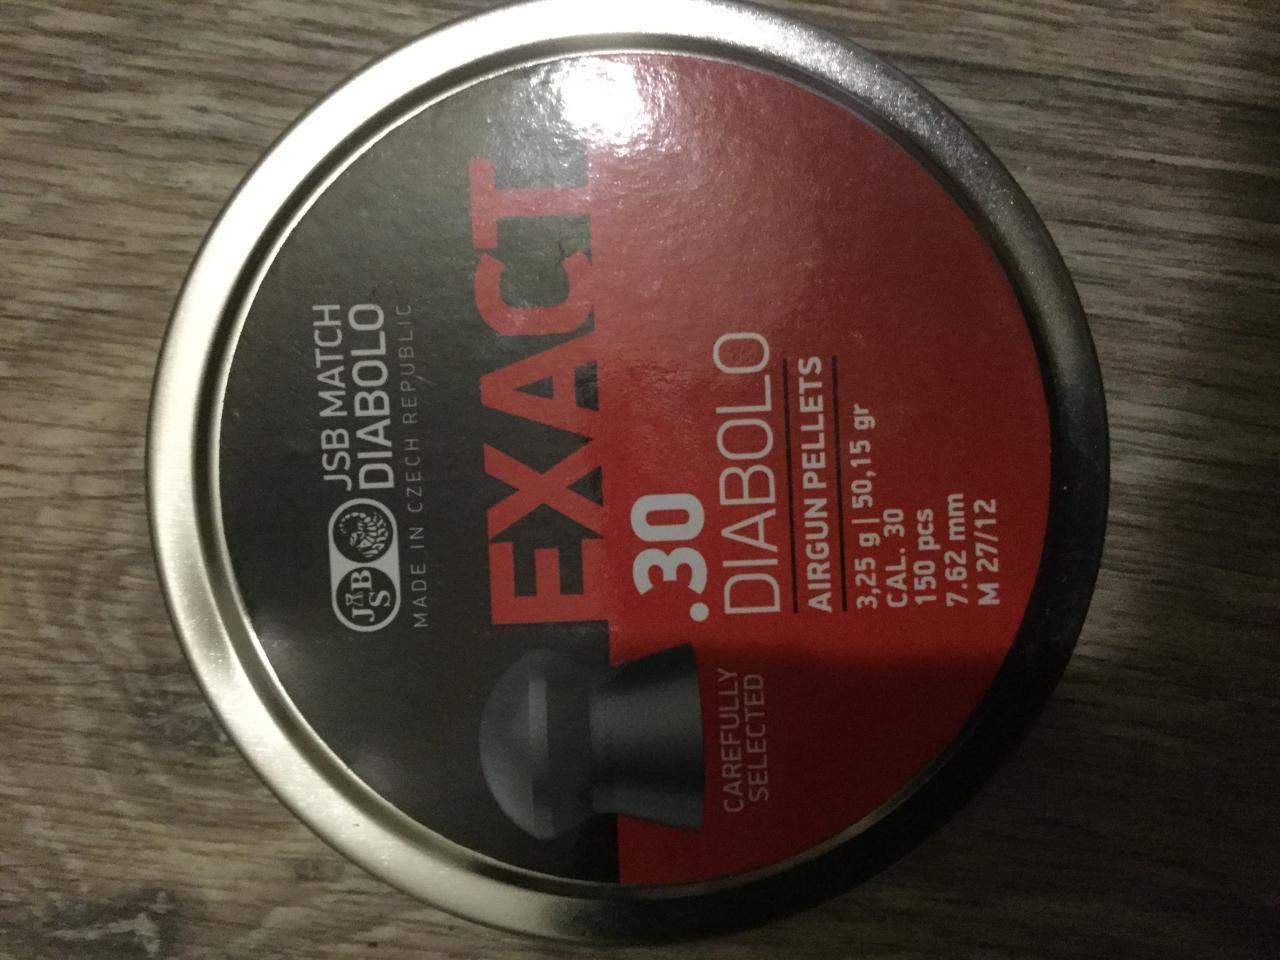 JSB
JSB MATCH
DIABOLO
MADE IN CZECH REPUBLIC
EXACT
.30
DIABOLO
AIRGUN PELLETS
3,25 g | 50,15 gr
CAL. 30
150 pcs
7.62 mm
M 27/12
CAREFULLY
SELECTED